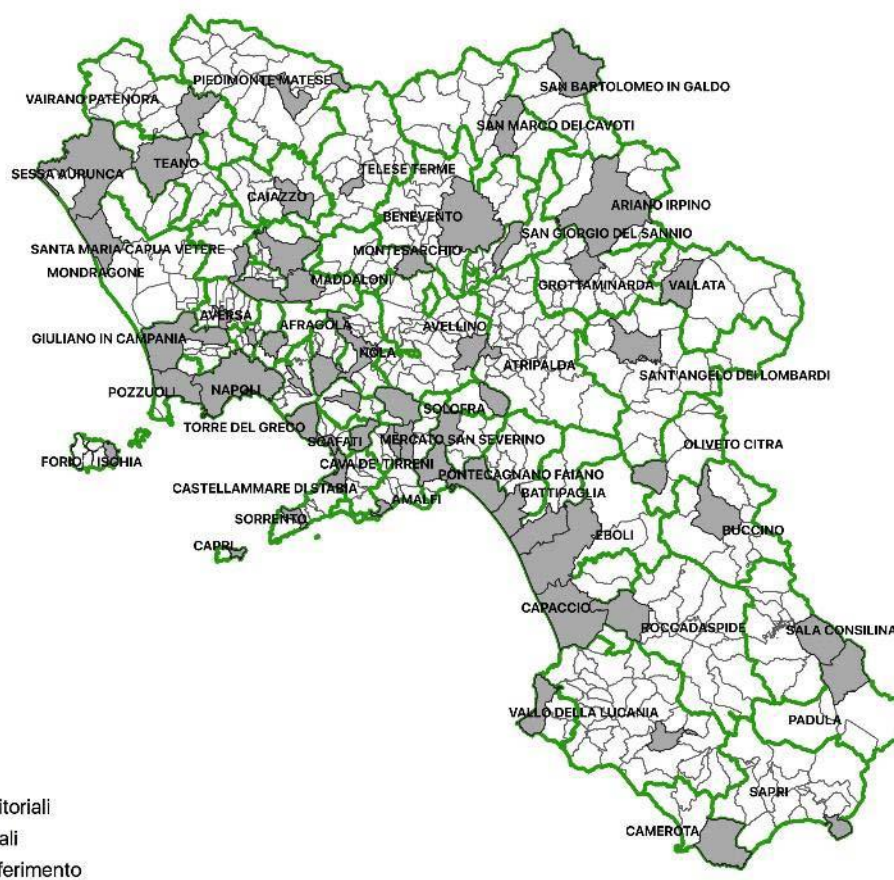 PIEDIMONTE MATESE
SAN BARTOLOMEO IN GALDO
VAIRANO PATENORA
SAN MARCO DEI CAVOTI
TEANO
TELESE TERME
SESSA AURUNCA
CAIAZZO
ARIANO IRPINO
BENEVENTO
SAN GIORGIO DEL SANNIO
SANTA MARIA CAPUA VETERE
MONTESARCHIO
MONDRAGONE
MADDALONI
GROTTAMINARDA
VALLATA
AVERSA
AFRAGOLA
AVELLINO
GIULIANO IN CAMPANIA
NOLA
ATRIPALDA
SANT'ANGELO DEI LOMBARDI
POZZUOLI
NAPOLI
SOLOFRA
TORRE DEL GRECO
SCAFATI
MERCATO SAN SEVERINO
OLIVETO CITRA
FORIO
ISCHIA
CAVA DE' TIRRENI
PONTECAGNANO FAIANO
CASTELLAMMARE DI STABIA
AMALFI
BATTIPAGLIA
SORRENTO
EBOLI
BUCCINO
CAPRI
CAPACCIO
ROCCADASPIDE
SALA CONSILINA
VALLO DELLA LUCANIA
PADULA
SAPRI
CAMEROTA
itoriali
ali
ferimento